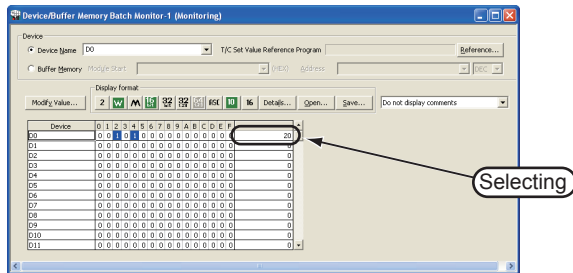 Device/Buffer Memory Batch Monitor-1 (Monitoring)
Device
Device Name D0 T/C Set Value Reference Program Reference...
Buffer Memory Module Start (HEX) Address DEC
Display format
Modify Value... 2 W M 32 32 ASC 10 16 Details... Open... Save... Do not display comments
Device 0 1 2 3 4 5 6 7 8 9 A B C D E F
D0 0 0 1 0 1 0 0 0 0 0 0 0 0 0 0 0 20
D1 0 0 0 0 0 0 0 0 0 0 0 0 0 0 0 0 0
D2 0 0 0 0 0 0 0 0 0 0 0 0 0 0 0 0 0
D3 0 0 0 0 0 0 0 0 0 0 0 0 0 0 0 0 0
D4 0 0 0 0 0 0 0 0 0 0 0 0 0 0 0 0 0
D5 0 0 0 0 0 0 0 0 0 0 0 0 0 0 0 0 0
D6 0 0 0 0 0 0 0 0 0 0 0 0 0 0 0 0 0
D7 0 0 0 0 0 0 0 0 0 0 0 0 0 0 0 0 0
D8 0 0 0 0 0 0 0 0 0 0 0 0 0 0 0 0 0
D9 0 0 0 0 0 0 0 0 0 0 0 0 0 0 0 0 0
D10 0 0 0 0 0 0 0 0 0 0 0 0 0 0 0 0 0
D11 0 0 0 0 0 0 0 0 0 0 0 0 0 0 0 0 0
Selecting